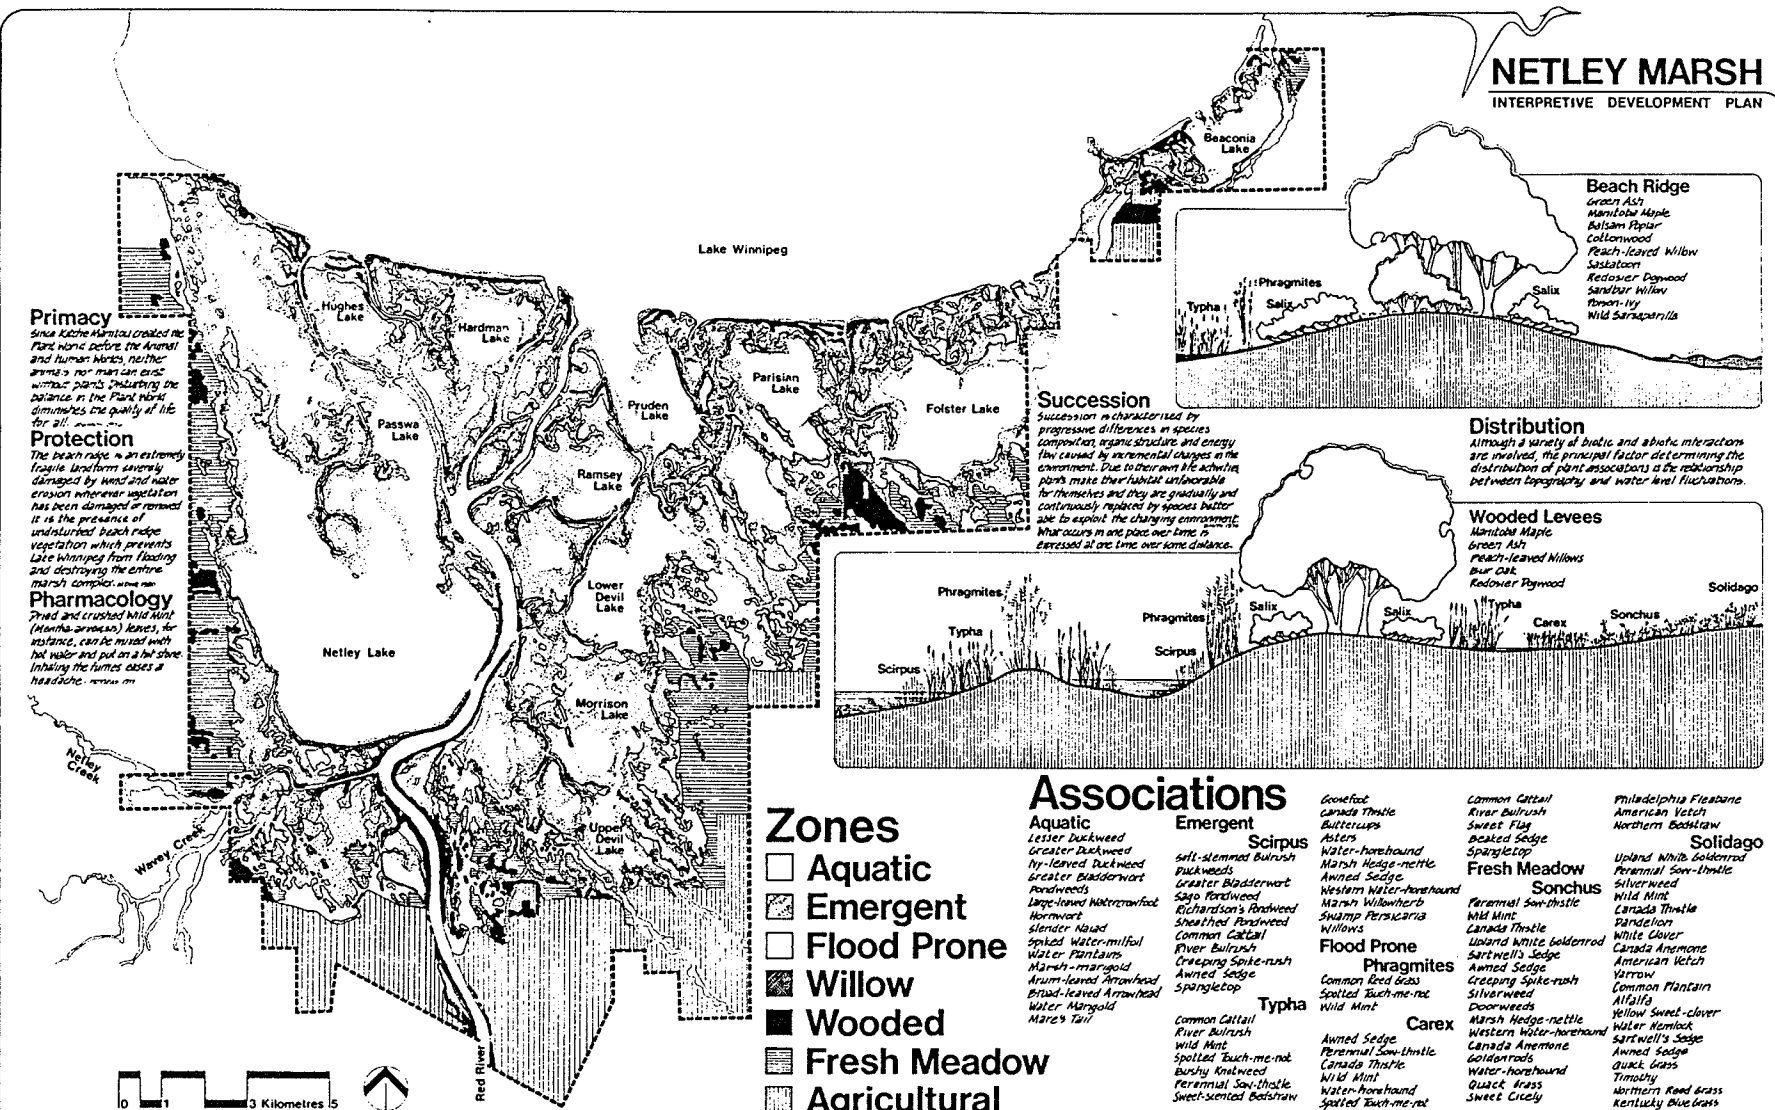 NETLEY MARSH
INTERPRETIVE DEVELOPMENT PLAN
Beaconia
Lake
Lake Winnipeg
Hughes
Lake
Hardman
Lake
Parisian
Lake
Pruden
Lake
Folster Lake
Passwa
Lake
Ramsey
Lake
Lower
Devil
Lake
Netley Lake
Morrison
Lake
Netley
Creek
Wavey Creek
Upper
Devil
Lake
Red River
0 1 3 Kilometres 5
Primacy
Since Kitche Manitou created the
Plant World before the Animal
and Human Worlds, neither
animals nor man can exist
without plants. Disturbing the
balance in the Plant World
diminishes the quality of life
for all.
Protection
The beach ridge is an extremely
fragile landform severely
damaged by wind and water
erosion wherever vegetation
has been damaged or removed
It is the presence of
undisturbed beach ridge
vegetation which prevents
Lake Winnipeg from flooding
and destroying the entire
marsh complex.
Pharmacology
Dried and crushed Wild Mint
(Mentha arvensis) leaves, for
instance, can be mixed with
hot water and put on a hot stone.
Inhaling the fumes eases a
headache.
Beach Ridge
Green Ash
Manitoba Maple
Balsam Poplar
Cottonwood
Peach-leaved Willow
Saskatoon
Redosier Dogwood
Sandbar Willow
Poison-Ivy
Wild Sarsaparilla
Typha
Phragmites
Salix
Salix
Succession
Succession is characterized by
progressive differences in species
composition, organic structure and energy
flow caused by incremental changes in the
environment. Due to their own life activities,
plants make their habitat unfavorable
for themselves and they are gradually and
continuously replaced by species better
able to exploit the changing environment.
What occurs in one place over time is
expressed at one time over some distance.
Distribution
Although a variety of biotic and abiotic interactions
are involved, the principal factor determining the
distribution of plant associations is the relationship
between topography and water level fluctuations.
Wooded Levees
Manitoba Maple
Green Ash
Peach-leaved Willows
Bur Oak
Redosier Dogwood
Scirpus
Typha
Phragmites
Scirpus
Phragmites
Salix
Salix
Typha
Carex
Sonchus
Solidago
Zones
Aquatic
Emergent
Flood Prone
Willow
Wooded
Fresh Meadow
Agricultural
Associations
Aquatic
Lesser Duckweed
Greater Duckweed
Ivy-leaved Duckweed
Greater Bladderwort
Pondweeds
Large-leaved Watercrowfoot
Hornwort
Slender Naiad
Spiked Water-milfoil
Water Plantains
Marsh-marigold
Arum-leaved Arrowhead
Broad-leaved Arrowhead
Water Marigold
Mare's Tail
Emergent
Scirpus
Soft-stemmed Bulrush
Duckweeds
Greater Bladderwort
Sago Pondweed
Richardson's Pondweed
Sheathed Pondweed
Common Cattail
River Bulrush
Creeping Spike-rush
Awned Sedge
Spangletop
Typha
Common Cattail
River Bulrush
Wild Mint
Spotted Touch-me-not
Bushy Knotweed
Perennial Sow-thistle
Sweet-scented Bedstraw
Goosefoot
Canada Thistle
Buttercups
Asters
Water-horehound
Marsh Hedge-nettle
Awned Sedge
Western Water-horehound
Marsh Willowherb
Swamp Persicaria
Willows
Flood Prone
Phragmites
Common Reed Grass
Spotted Touch-me-not
Wild Mint
Carex
Awned Sedge
Perennial Sow-thistle
Canada Thistle
Wild Mint
Water-horehound
Spotted Touch-me-not
Common Cattail
River Bulrush
Sweet Flag
Beaked Sedge
Spangletop
Fresh Meadow
Sonchus
Perennial Sow-thistle
Wild Mint
Canada Thistle
Upland White Goldenrod
Sartwell's Sedge
Awned Sedge
Creeping Spike-rush
Silverweed
Doorweeds
Marsh Hedge-nettle
Western Water-horehound
Canada Anemone
Goldenrods
Water-horehound
Quack Grass
Sweet Cicely
Philadelphia Fleabane
American Vetch
Northern Bedstraw
Solidago
Upland White Goldenrod
Perennial Sow-thistle
Silverweed
Wild Mint
Canada Thistle
Dandelion
White Clover
Canada Anemone
American Vetch
Yarrow
Common Plantain
Alfalfa
Yellow Sweet-clover
Water Hemlock
Sartwell's Sedge
Awned Sedge
Quack Grass
Timothy
Northern Reed Grass
Kentucky Blue Grass